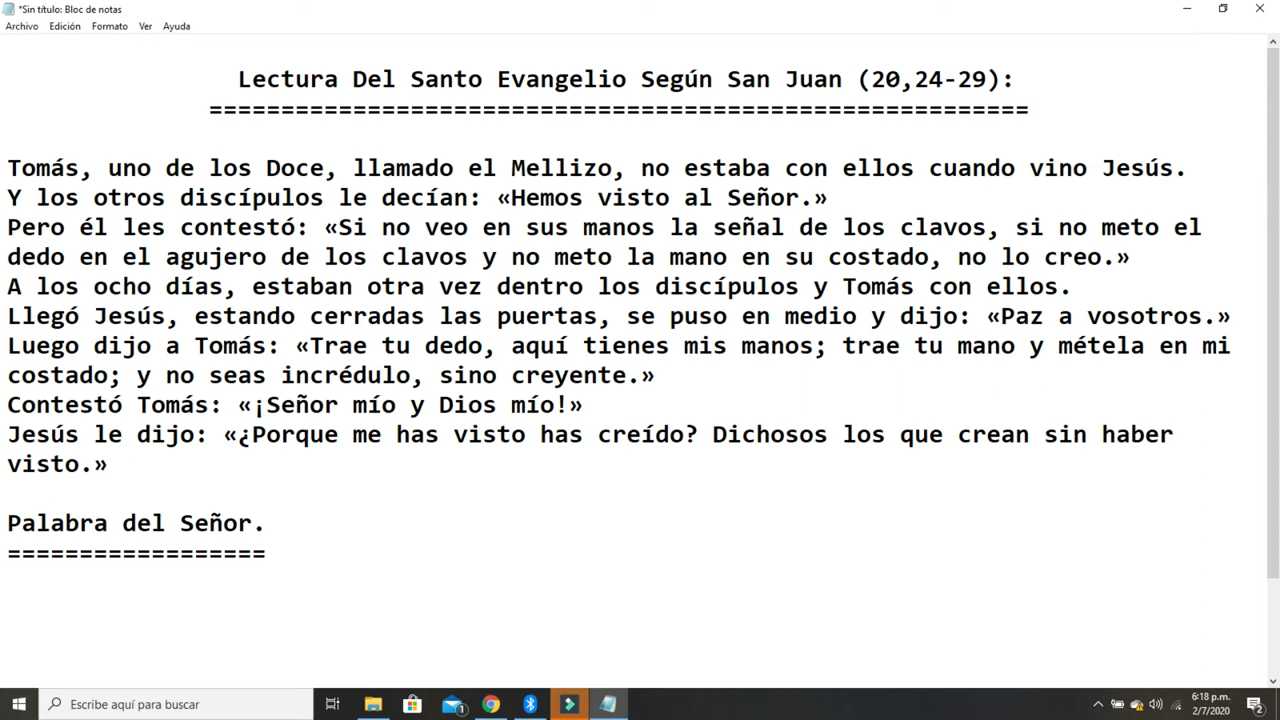 *Sin título: Bloc de notas
Archivo Edición Formato Ver Ayuda
Lectura Del Santo Evangelio Según San Juan (20,24-29):
=========================================================
Tomás, uno de los Doce, llamado el Mellizo, no estaba con ellos cuando vino Jesús.
Y los otros discípulos le decían: «Hemos visto al Señor.»
Pero él les contestó: «Si no veo en sus manos la señal de los clavos, si no meto el
dedo en el agujero de los clavos y no meto la mano en su costado, no lo creo.»
A los ocho días, estaban otra vez dentro los discípulos y Tomás con ellos.
Llegó Jesús, estando cerradas las puertas, se puso en medio y dijo: «Paz a vosotros.»
Luego dijo a Tomás: «Trae tu dedo, aquí tienes mis manos; trae tu mano y métela en mi
costado; y no seas incrédulo, sino creyente.»
Contestó Tomás: «¡Señor mío y Dios mío!»
Jesús le dijo: «¿Porque me has visto has creído? Dichosos los que crean sin haber
visto.»
Palabra del Señor.
==================
Escribe aquí para buscar
1
6:18 p.m.
2/7/2020
2